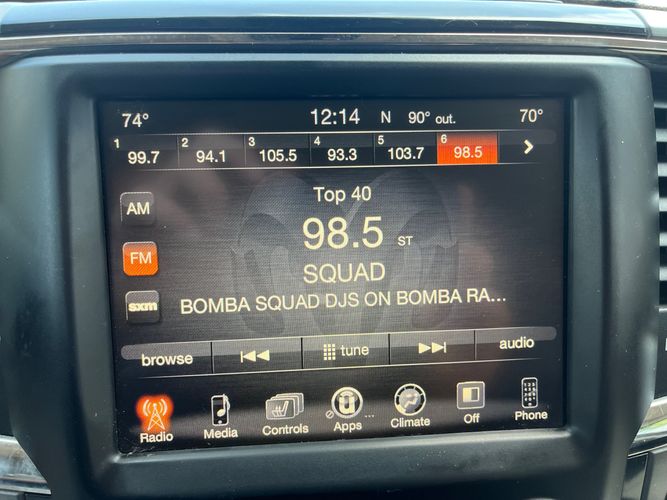 74° 12:14 N 90° out. 70°
1 99.7 2 94.1 3 105.5 4 93.3 5 103.7 6 98.5 >
Top 40
AM
98.5 ST
FM
SQUAD
sxm
BOMBA SQUAD DJS ON BOMBA RA...
browse tune audio
Radio Media Controls Apps ... Climate Off Phone